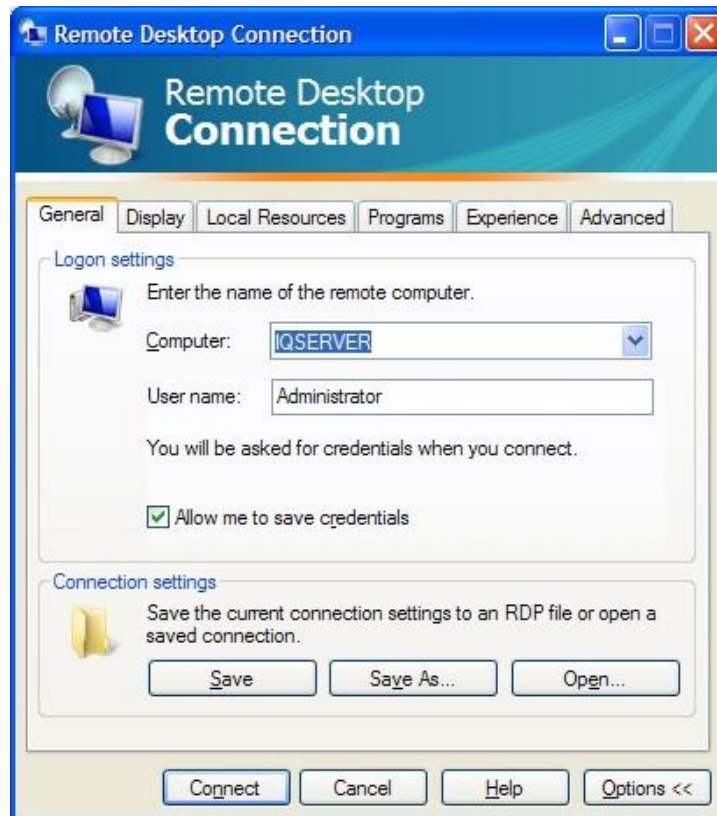 Remote Desktop Connection
Remote Desktop
Connection
General Display Local Resources Programs Experience Advanced
Logon settings
Enter the name of the remote computer.
Computer: IQSERVER
User name: Administrator
You will be asked for credentials when you connect.
Allow me to save credentials
Connection settings
Save the current connection settings to an RDP file or open a
saved connection.
Save Save As... Open...
Connect Cancel Help Options <<